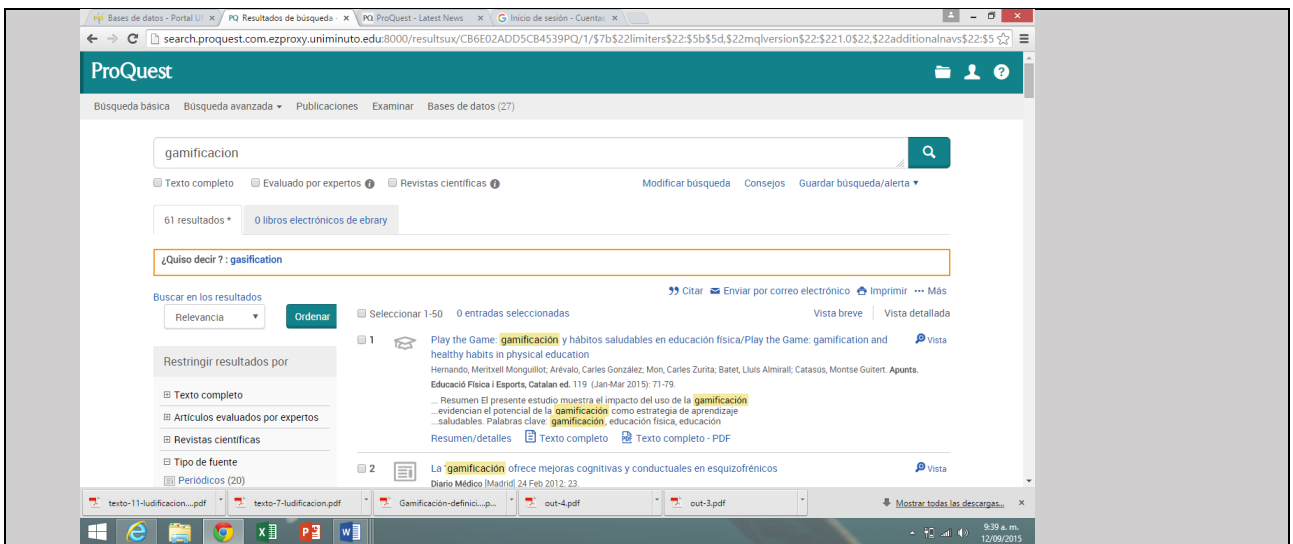 Bases de datos - Portal U
PQ Resultados de búsqueda -
PQ ProQuest - Latest News
Inicio de sesión - Cuentas
search.proquest.com.ezproxy.uniminuto.edu:8000/resultsux/CB6E02ADD5CB4539PQ/1/$7b$22limiters$22:$5b$5d,$22mqlversion$22:$221.0$22,$22additionalnavs$22:$5
ProQuest
Búsqueda básica Búsqueda avanzada Publicaciones Examinar Bases de datos (27)
gamificacion
Texto completo Evaluado por expertos Revistas científicas Modificar búsqueda Consejos Guardar búsqueda/alerta
61 resultados * 0 libros electrónicos de ebrary
¿Quiso decir ? : gasification
Citar Enviar por correo electrónico Imprimir ··· Más
Buscar en los resultados
Relevancia Ordenar
Seleccionar 1-50 0 entradas seleccionadas Vista breve Vista detallada
Restringir resultados por
Texto completo
Artículos evaluados por expertos
Revistas científicas
Tipo de fuente
Periódicos (20)
1 Play the Game: gamificación y hábitos saludables en educación física/Play the Game: gamification and Vista
healthy habits in physical education
Hernando, Meritxell Monguillot; Arévalo, Carles González; Mon, Carles Zurita; Batet, Lluís Almirall; Catasús, Montse Guitert. Apunts.
Educació Física i Esports, Catalan ed. 119 (Jan-Mar 2015): 71-79.
... Resumen El presente estudio muestra el impacto del uso de la gamificación
...evidencian el potencial de la gamificación como estrategia de aprendizaje
...saludables. Palabras clave: gamificación, educación física, educación
Resumen/detalles Texto completo Texto completo - PDF
2 La 'gamificación ofrece mejoras cognitivas y conductuales en esquizofrénicos Vista
Diario Médico [Madrid] 24 Feb 2012: 23.
texto-11-ludificacion....pdf texto-7-ludificacion.pdf Gamificación-definici....p... out-4.pdf out-3.pdf Mostrar todas las descargas...
9:39 a. m.
12/09/2015